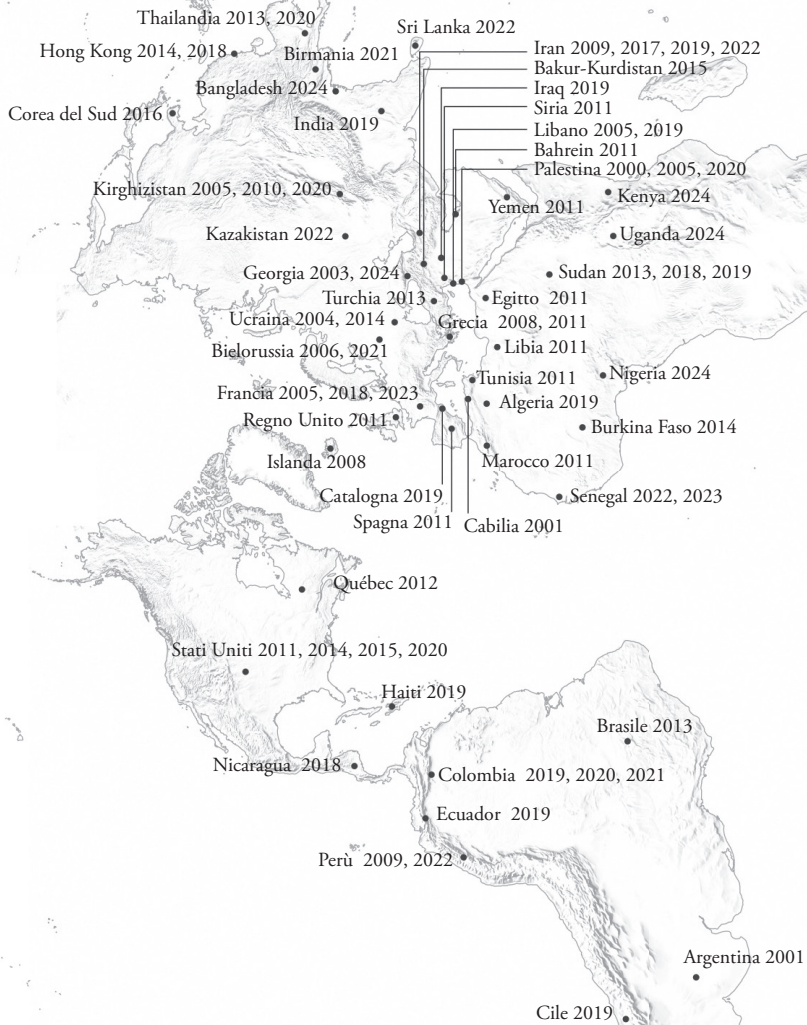 Thailandia 2013, 2020
Sri Lanka 2022
Hong Kong 2014, 2018
Birmania 2021
Iran 2009, 2017, 2019, 2022
Bakur-Kurdistan 2015
Bangladesh 2024
Iraq 2019
Siria 2011
Corea del Sud 2016
India 2019
Libano 2005, 2019
Bahrein 2011
Palestina 2000, 2005, 2020
Kirghizistan 2005, 2010, 2020
Yemen 2011
Kenya 2024
Kazakistan 2022
Uganda 2024
Georgia 2003, 2024
Sudan 2013, 2018, 2019
Turchia 2013
Egitto 2011
Ucraina 2004, 2014
Grecia 2008, 2011
Bielorussia 2006, 2021
Libia 2011
Tunisia 2011
Nigeria 2024
Francia 2005, 2018, 2023
Algeria 2019
Regno Unito 2011
Burkina Faso 2014
Islanda 2008
Marocco 2011
Catalogna 2019
Senegal 2022, 2023
Spagna 2011
Cabilia 2001
Québec 2012
Stati Uniti 2011, 2014, 2015, 2020
Haiti 2019
Brasile 2013
Nicaragua 2018
Colombia 2019, 2020, 2021
Ecuador 2019
Perù 2009, 2022
Argentina 2001
Cile 2019